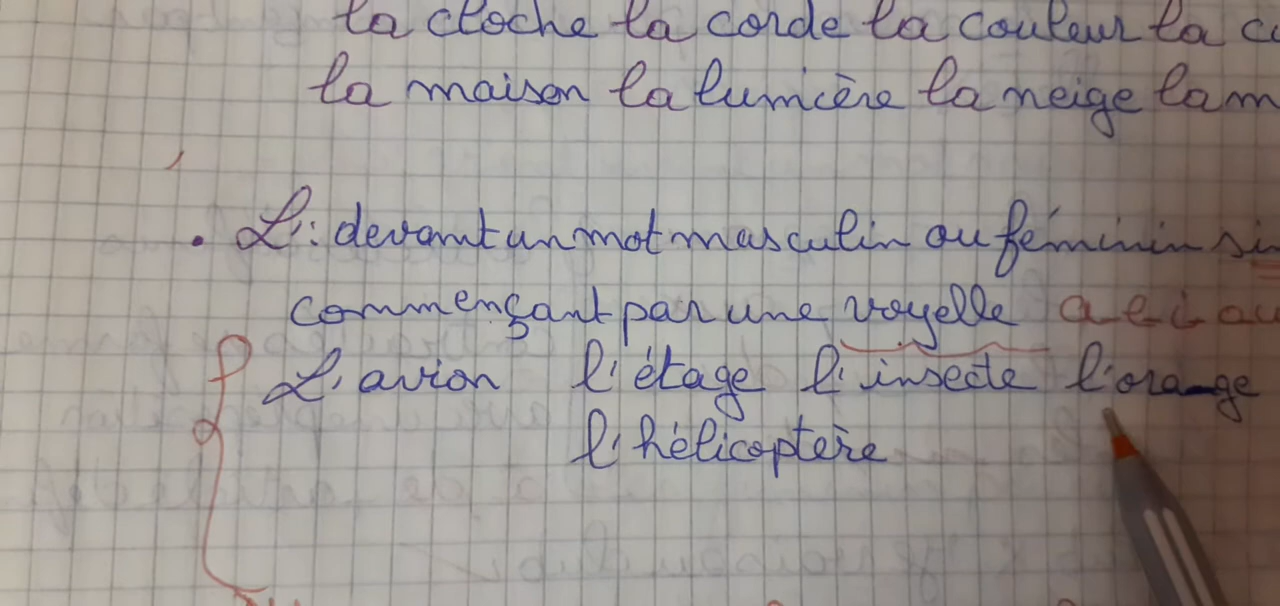 la cloche la corde la couleur la
la maison la lumière la neige la
. L': devant un mot masculin ou féminin
commençant par une voyelle a e i o u
L'avion l'étage l'insecte l'orange
l'hélicoptère